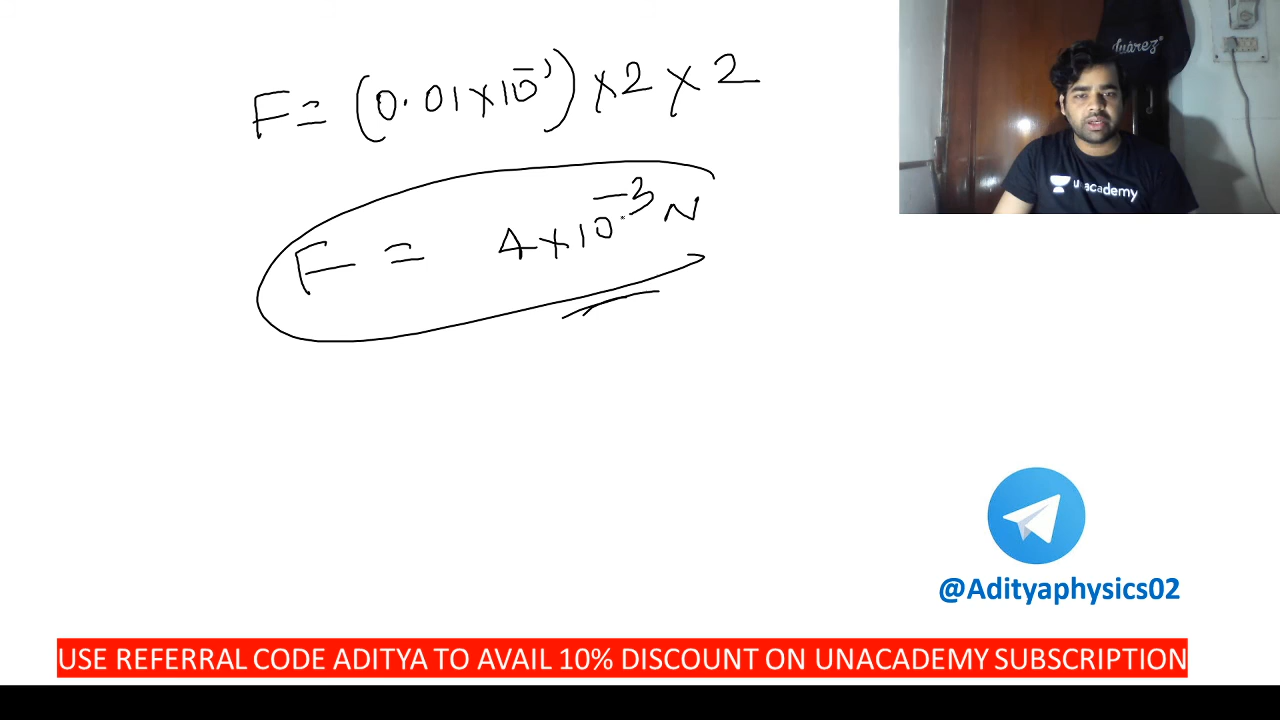 F = (0.01×10⁻¹) × 2 × 2
F = 4×10⁻³ N
Juárez
unacademy
@Adityaphysics02
USE REFERRAL CODE ADITYA TO AVAIL 10% DISCOUNT ON UNACADEMY SUBSCRIPTION